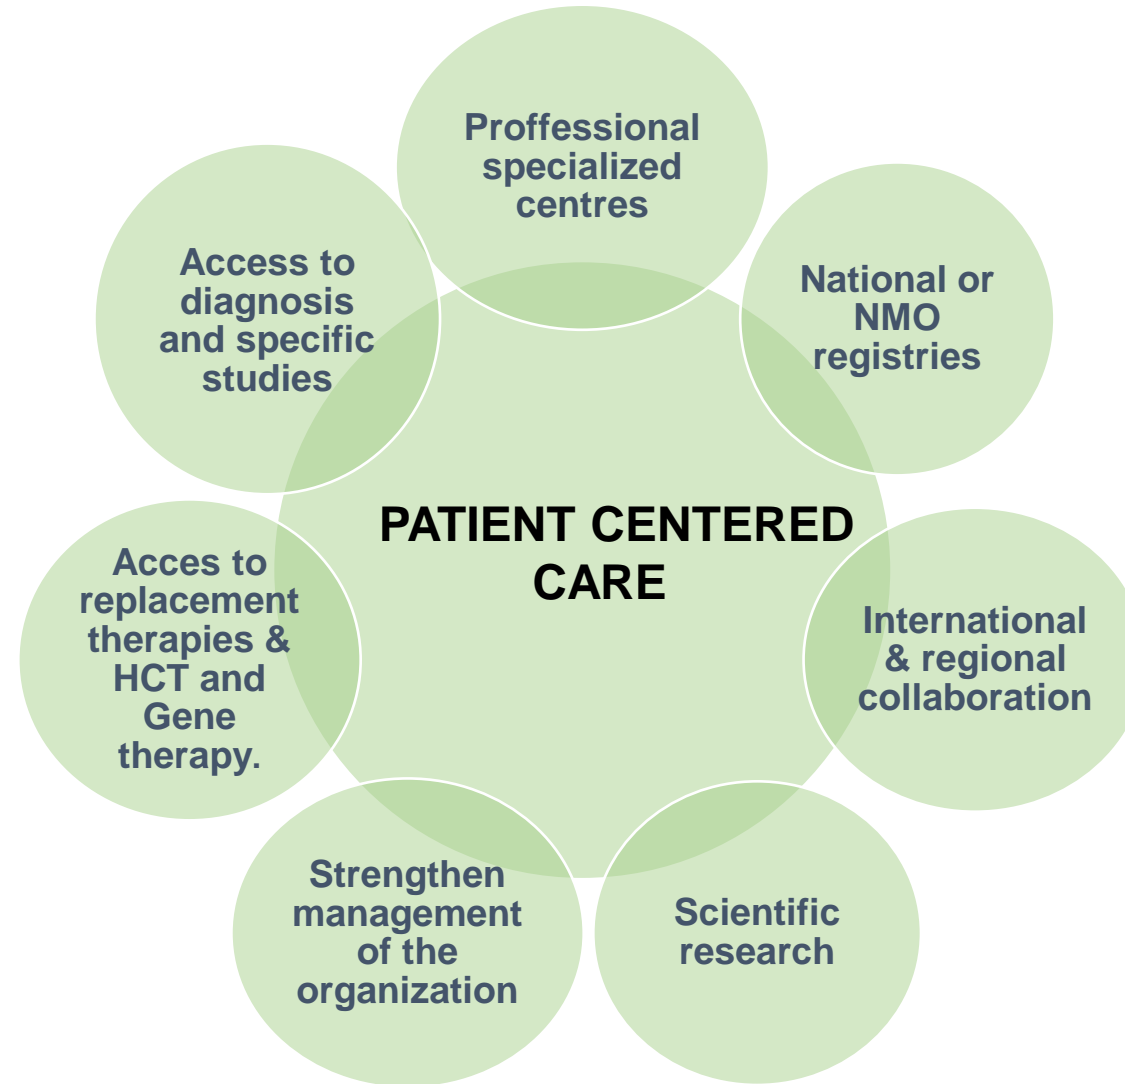 Proffessional
specialized
centres
National or
NMO
registries
International
& regional
collaboration
Scientific
research
Strengthen
management
of the
organization
Acces to
replacement
therapies &
HCT and
Gene
therapy.
Access to
diagnosis
and specific
studies
PATIENT CENTERED
CARE